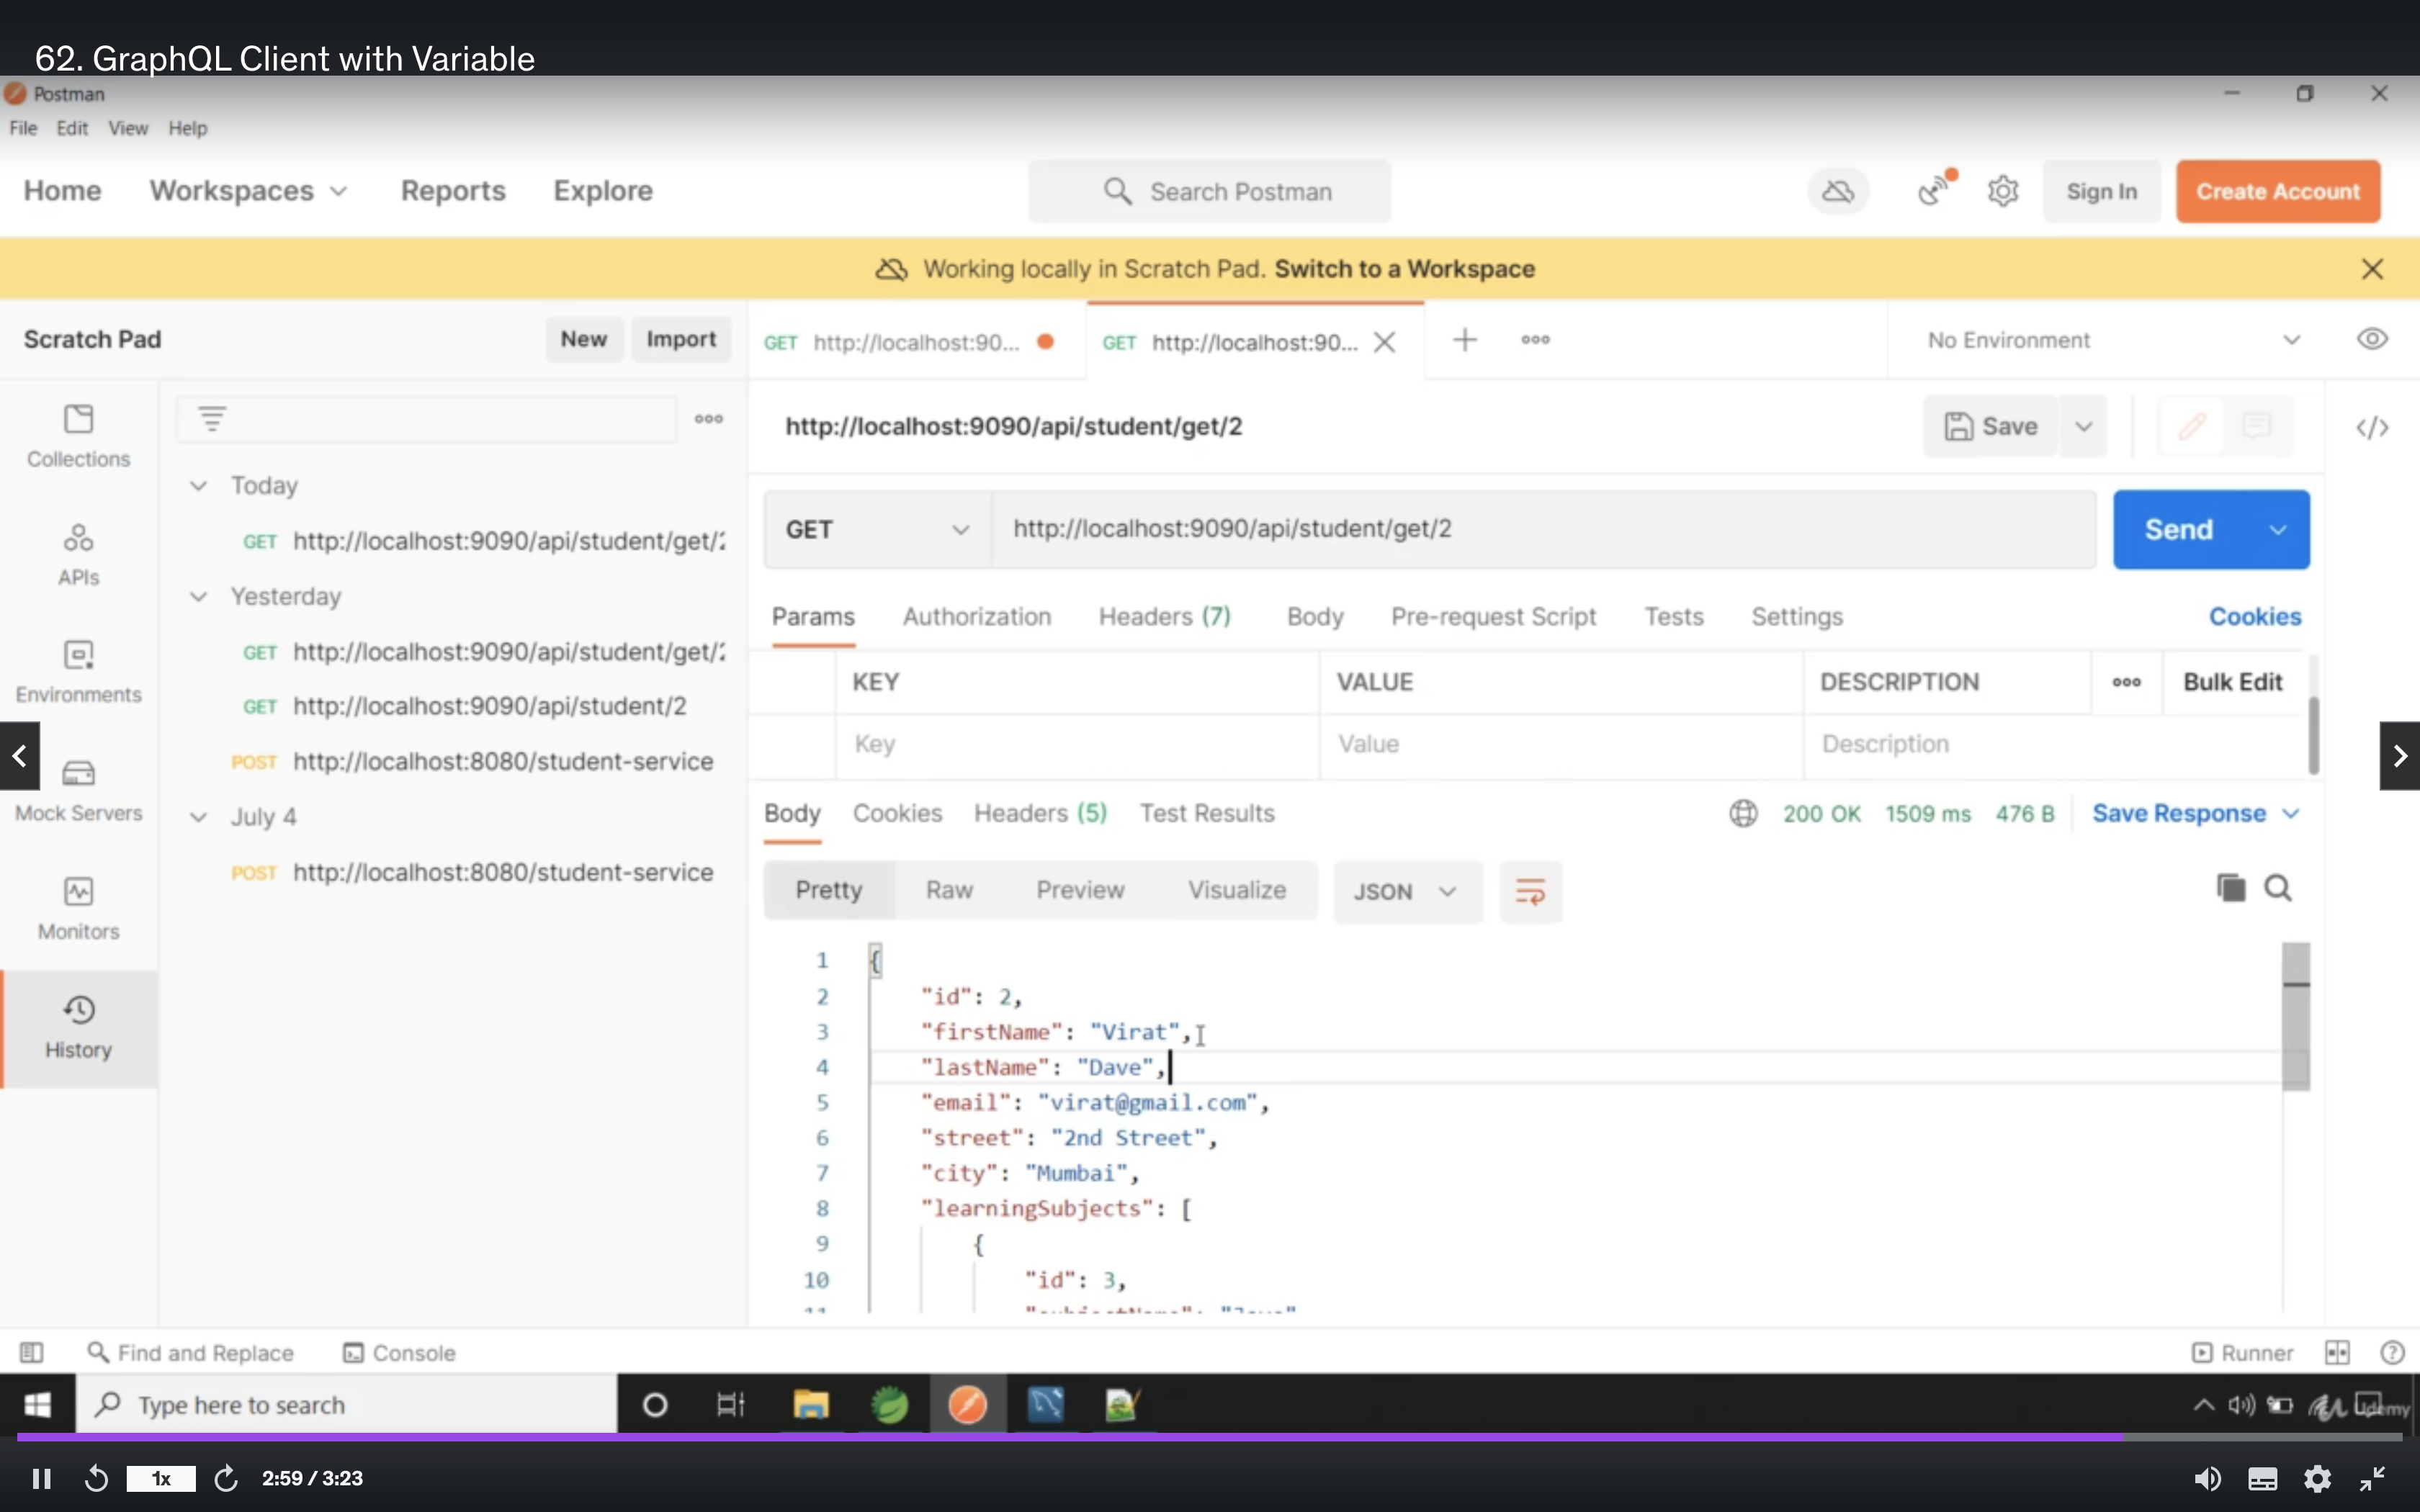 62. GraphQL Client with Variable
Postman
File Edit View Help
Home Workspaces Reports Explore Search Postman Sign In Create Account
Working locally in Scratch Pad. Switch to a Workspace
Scratch Pad New Import
GET http://localhost:90... GET http://localhost:90... No Environment
Collections
APIs
Environments
Mock Servers
Monitors
History
Today
GET http://localhost:9090/api/student/get/2
Yesterday
GET http://localhost:9090/api/student/get/2
GET http://localhost:9090/api/student/2
POST http://localhost:8080/student-service
July 4
POST http://localhost:8080/student-service
http://localhost:9090/api/student/get/2 Save
GET http://localhost:9090/api/student/get/2 Send
Params Authorization Headers (7) Body Pre-request Script Tests Settings Cookies
KEY VALUE DESCRIPTION Bulk Edit
Key Value Description
Body Cookies Headers (5) Test Results 200 OK 1509 ms 476 B Save Response
Pretty Raw Preview Visualize JSON
1 {
2 "id": 2,
3 "firstName": "Virat",
4 "lastName": "Dave",
5 "email": "virat@gmail.com",
6 "street": "2nd Street",
7 "city": "Mumbai",
8 "learningSubjects": [
9 {
10 "id": 3,
Find and Replace Console Runner
Type here to search
Udemy
1x 2:59 / 3:23